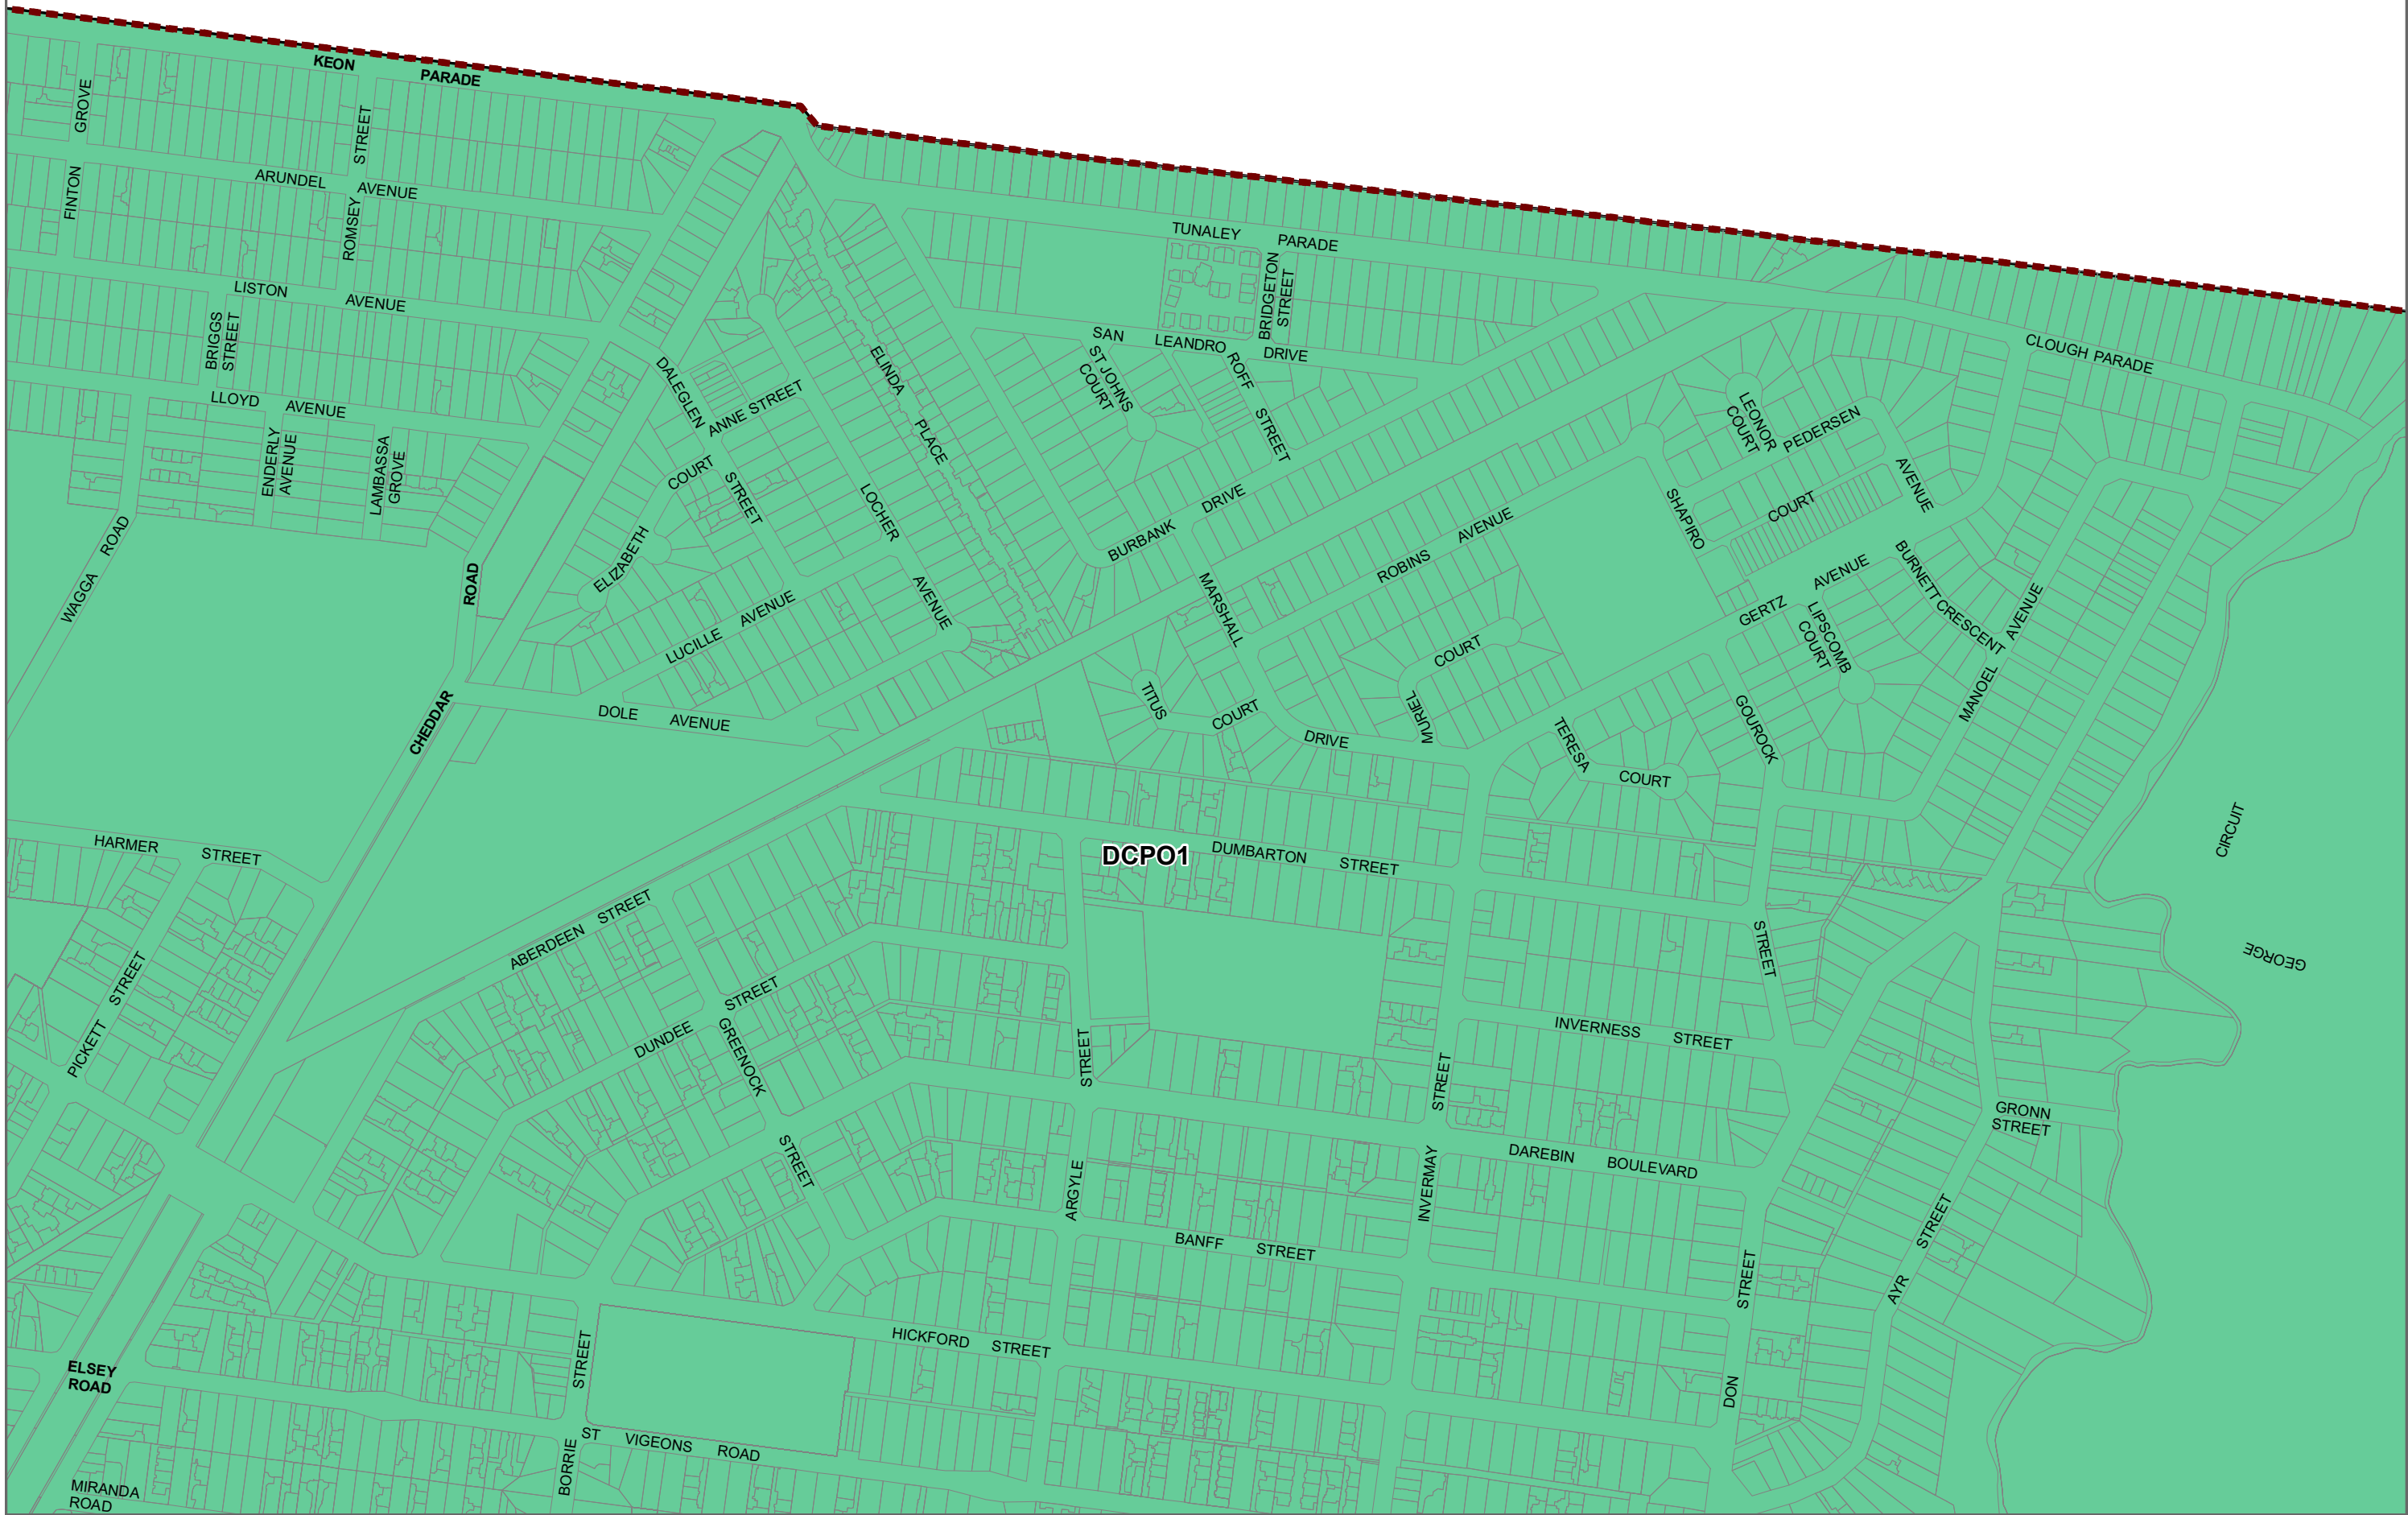 KEON PARADE
GROVE
FINTON
STREET
ROMSEY
ARUNDEL AVENUE
LISTON AVENUE
BRIGGS
STREET
LLOYD AVENUE
ENDERLY
AVENUE
LAMBASSA
GROVE
WAGGA ROAD
ROAD
CHEDDAR
TUNALEY PARADE
BRIDGETON
STREET
SAN LEANDRO DRIVE
ST JOHNS
COURT
ROFF STREET
DALEGLEN STREET
ANNE STREET
ELINDA PLACE
ELIZABETH COURT
LOCHER AVENUE
LUCILLE AVENUE
DOLE AVENUE
BURBANK DRIVE
MARSHALL DRIVE
ROBINS AVENUE
CLOUGH PARADE
LEONOR
COURT
PEDERSEN AVENUE
SHAPIRO COURT
GERTZ AVENUE
BURNETT CRESCENT
LIPSCOMB
COURT
MANOEL AVENUE
TITUS COURT
MURIEL COURT
TERESA COURT
GOUROCK STREET
HARMER STREET
PICKETT STREET
ABERDEEN STREET
DCPO1
DUMBARTON STREET
CIRCUIT
GEORGE
DUNDEE STREET
GREENOCK STREET
STREET
ARGYLE
STREET
INVERMAY
INVERNESS STREET
GRONN
STREET
DAREBIN BOULEVARD
BANFF STREET
AYR STREET
STREET
DON
HICKFORD STREET
ELSEY
ROAD
STREET
BORRIE
ST VIGEONS ROAD
MIRANDA
ROAD